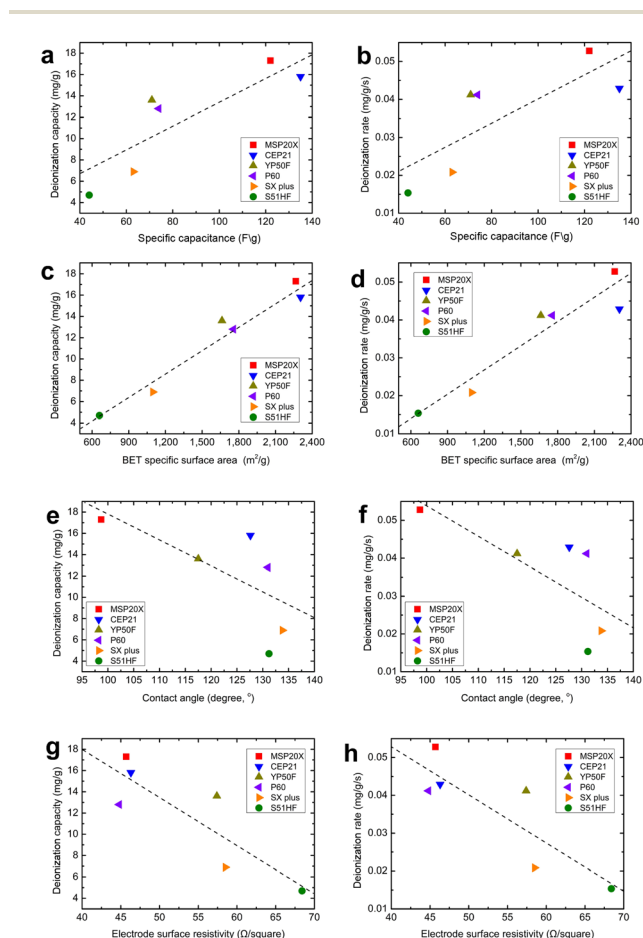 a
Deionization capacity (mg/g)
18
16
14
12
10
8
6
4
MSP20X
CEP21
YP50F
P60
SX plus
S51HF
40 60 80 100 120 140
Specific capacitance (F\g)
b
Deionization rate (mg/g/s)
0.05
0.04
0.03
0.02
0.01
MSP20X
CEP21
YP50F
P60
SX plus
S51HF
40 60 80 100 120 140
Specific capacitance (F\g)
c
Deionization capacity (mg/g)
18
16
14
12
10
8
6
4
MSP20X
CEP21
YP50F
P60
SX plus
S51HF
600 900 1,200 1,500 1,800 2,100 2,400
BET specific surface area (m²/g)
d
Deionization rate (mg/g/s)
0.05
0.04
0.03
0.02
0.01
MSP20X
CEP21
YP50F
P60
SX plus
S51HF
600 900 1,200 1,500 1,800 2,100 2,400
BET specific surface area (m²/g)
e
Deionization capacity (mg/g)
18
16
14
12
10
8
6
4
MSP20X
CEP21
YP50F
P60
SX plus
S51HF
95 100 105 110 115 120 125 130 135 140
Contact angle (degree, °)
f
Deionization rate (mg/g/s)
0.05
0.04
0.03
0.02
0.01
MSP20X
CEP21
YP50F
P60
SX plus
S51HF
95 100 105 110 115 120 125 130 135 140
Contact angle (degree, °)
g
Deionization capacity (mg/g)
18
16
14
12
10
8
6
4
MSP20X
CEP21
YP50F
P60
SX plus
S51HF
40 45 50 55 60 65 70
Electrode surface resistivity (Ω/square)
h
Deionization rate (mg/g/s)
0.05
0.04
0.03
0.02
0.01
MSP20X
CEP21
YP50F
P60
SX plus
S51HF
40 45 50 55 60 65 70
Electrode surface resistivity (Ω/square)